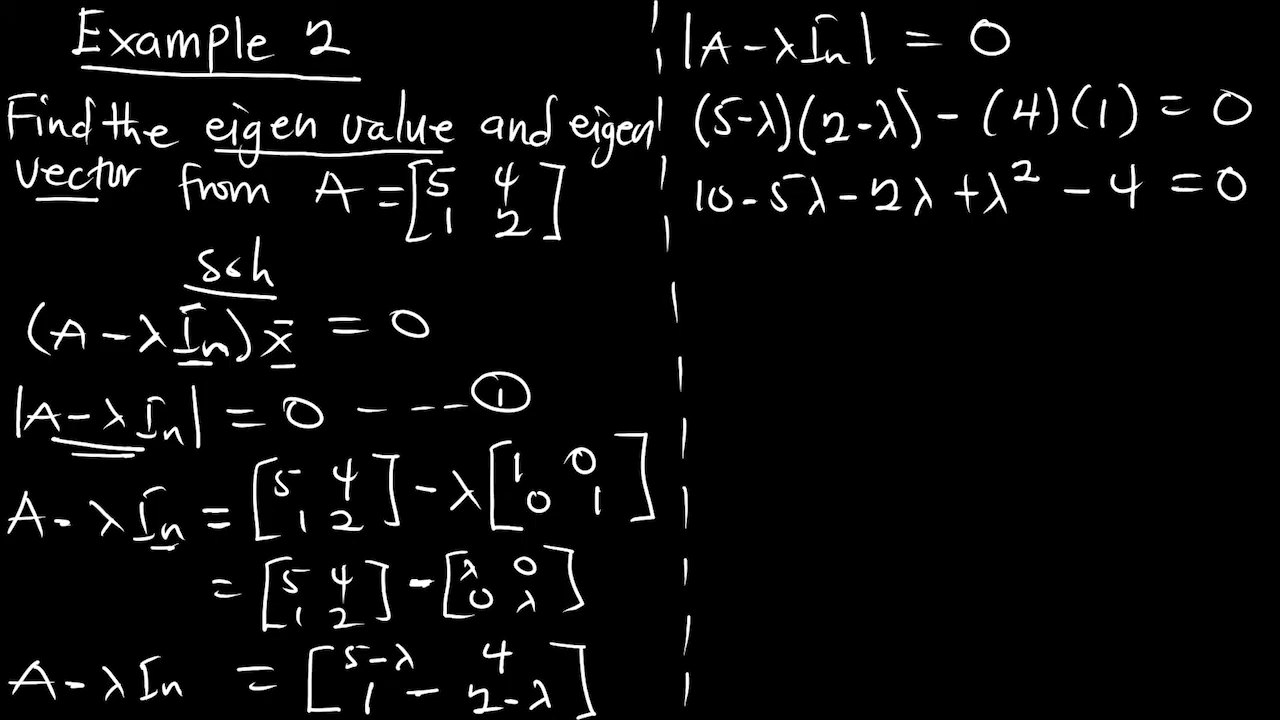 Example 2
Find the eigen value and eigen
vector from A = [5 4
1 2]
soh
(A - λIn)x̄ = 0
|A - λIn| = 0 ---- ①
A - λIn = [5 4
1 2] - λ[1 0
0 1]
= [5 4
1 2] - [λ 0
0 λ]
A - λIn = [5-λ 4
1 - 2-λ]
|A - λIn| = 0
(5-λ)(2-λ) - (4)(1) = 0
10 - 5λ - 2λ + λ² - 4 = 0